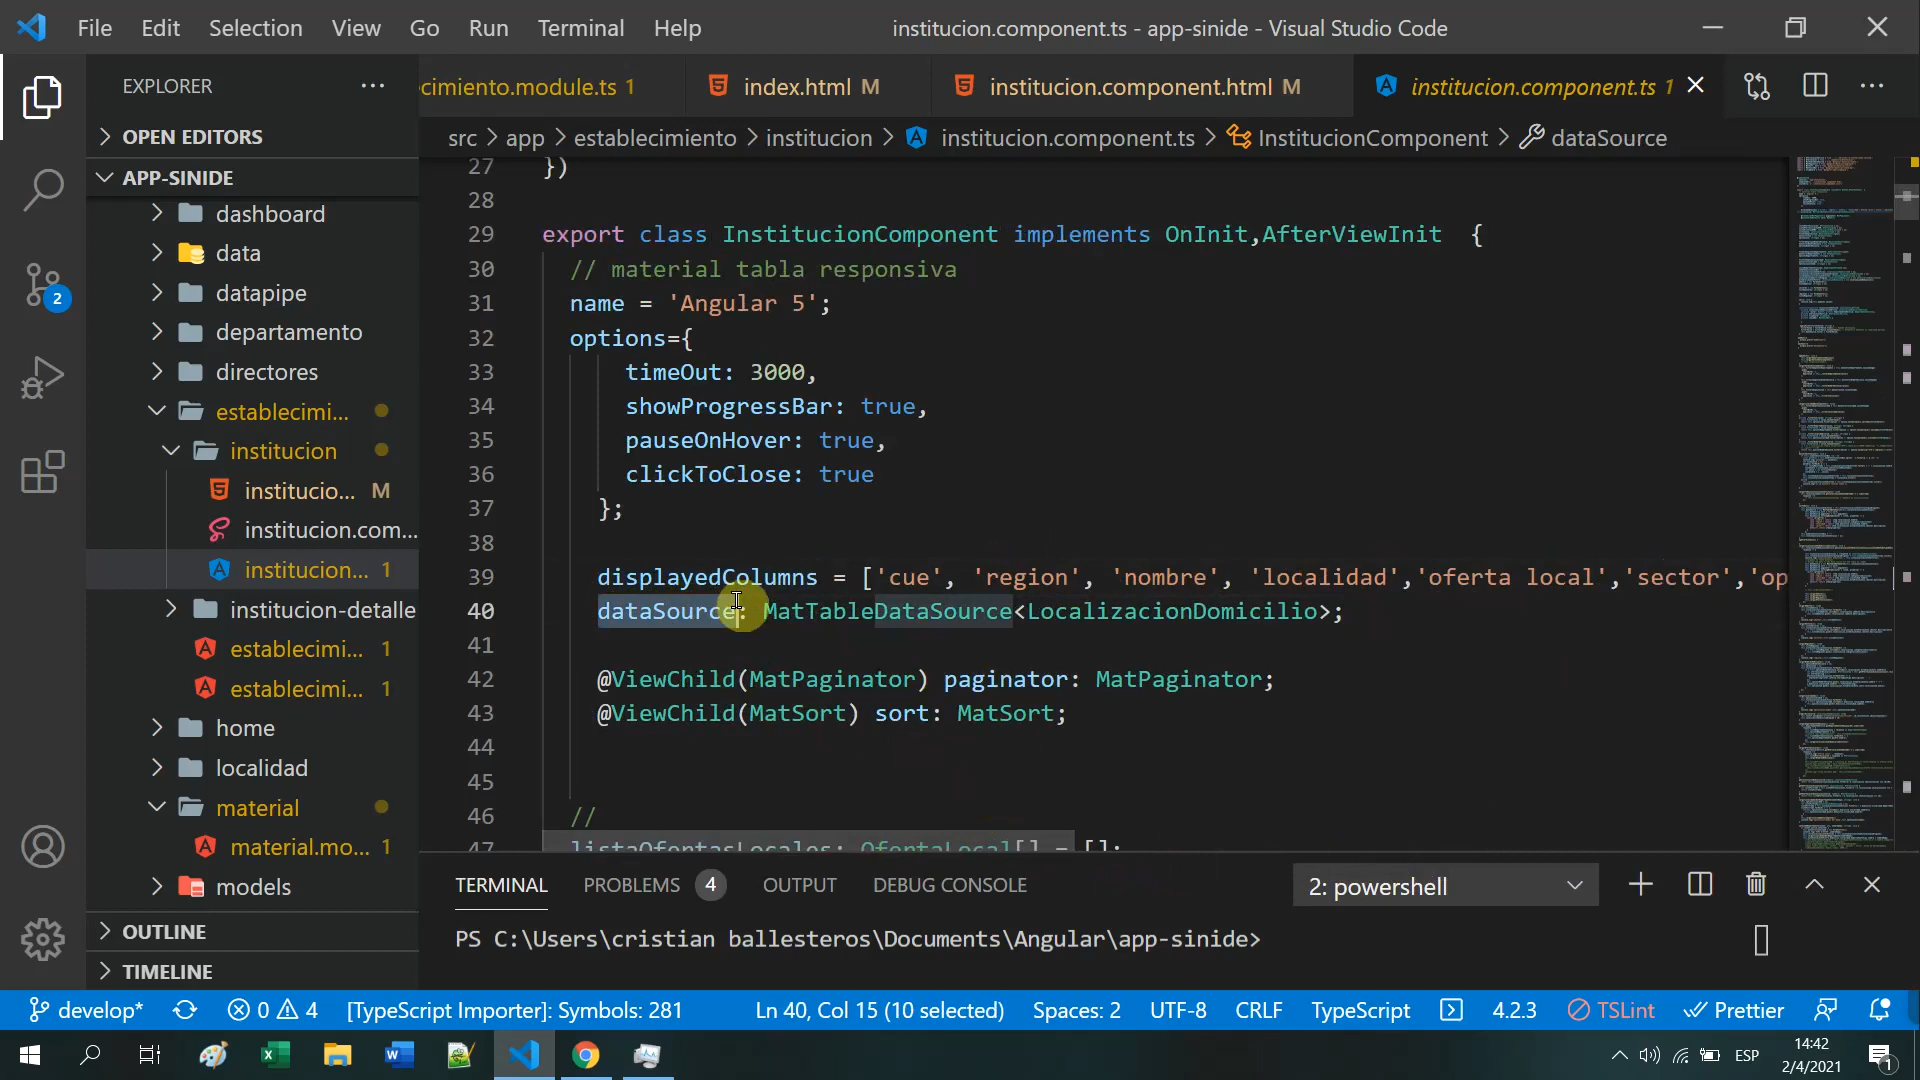 File Edit Selection View Go Run Terminal Help institucion.component.ts - app-sinide - Visual Studio Code
EXPLORER ···
OPEN EDITORS
APP-SINIDE
dashboard
data
datapipe
departamento
directores
establecimi...
institucion
institucio... M
institucion.com...
institucion... 1
institucion-detalle
establecimi... 1
establecimi... 1
home
localidad
material
material.mo... 1
models
OUTLINE
TIMELINE
2
cimiento.module.ts 1 index.html M institucion.component.html M institucion.component.ts 1
src > app > establecimiento > institucion > institucion.component.ts > InstitucionComponent > dataSource
27 })
28
29 export class InstitucionComponent implements OnInit,AfterViewInit {
30 // material tabla responsiva
31 name = 'Angular 5';
32 options={
33 timeOut: 3000,
34 showProgressBar: true,
35 pauseOnHover: true,
36 clickToClose: true
37 };
38
39 displayedColumns = ['cue', 'region', 'nombre', 'localidad','oferta local','sector','op
40 dataSource: MatTableDataSource<LocalizacionDomicilio>;
41
42 @ViewChild(MatPaginator) paginator: MatPaginator;
43 @ViewChild(MatSort) sort: MatSort;
44
45
46 //
47 listaOfertasLocales: OfertaLocal[] = [];
TERMINAL PROBLEMS 4 OUTPUT DEBUG CONSOLE 2: powershell
PS C:\Users\cristian ballesteros\Documents\Angular\app-sinide>
develop* 0 4 [TypeScript Importer]: Symbols: 281 Ln 40, Col 15 (10 selected) Spaces: 2 UTF-8 CRLF TypeScript 4.2.3 TSLint Prettier
ESP 14:42
2/4/2021
1